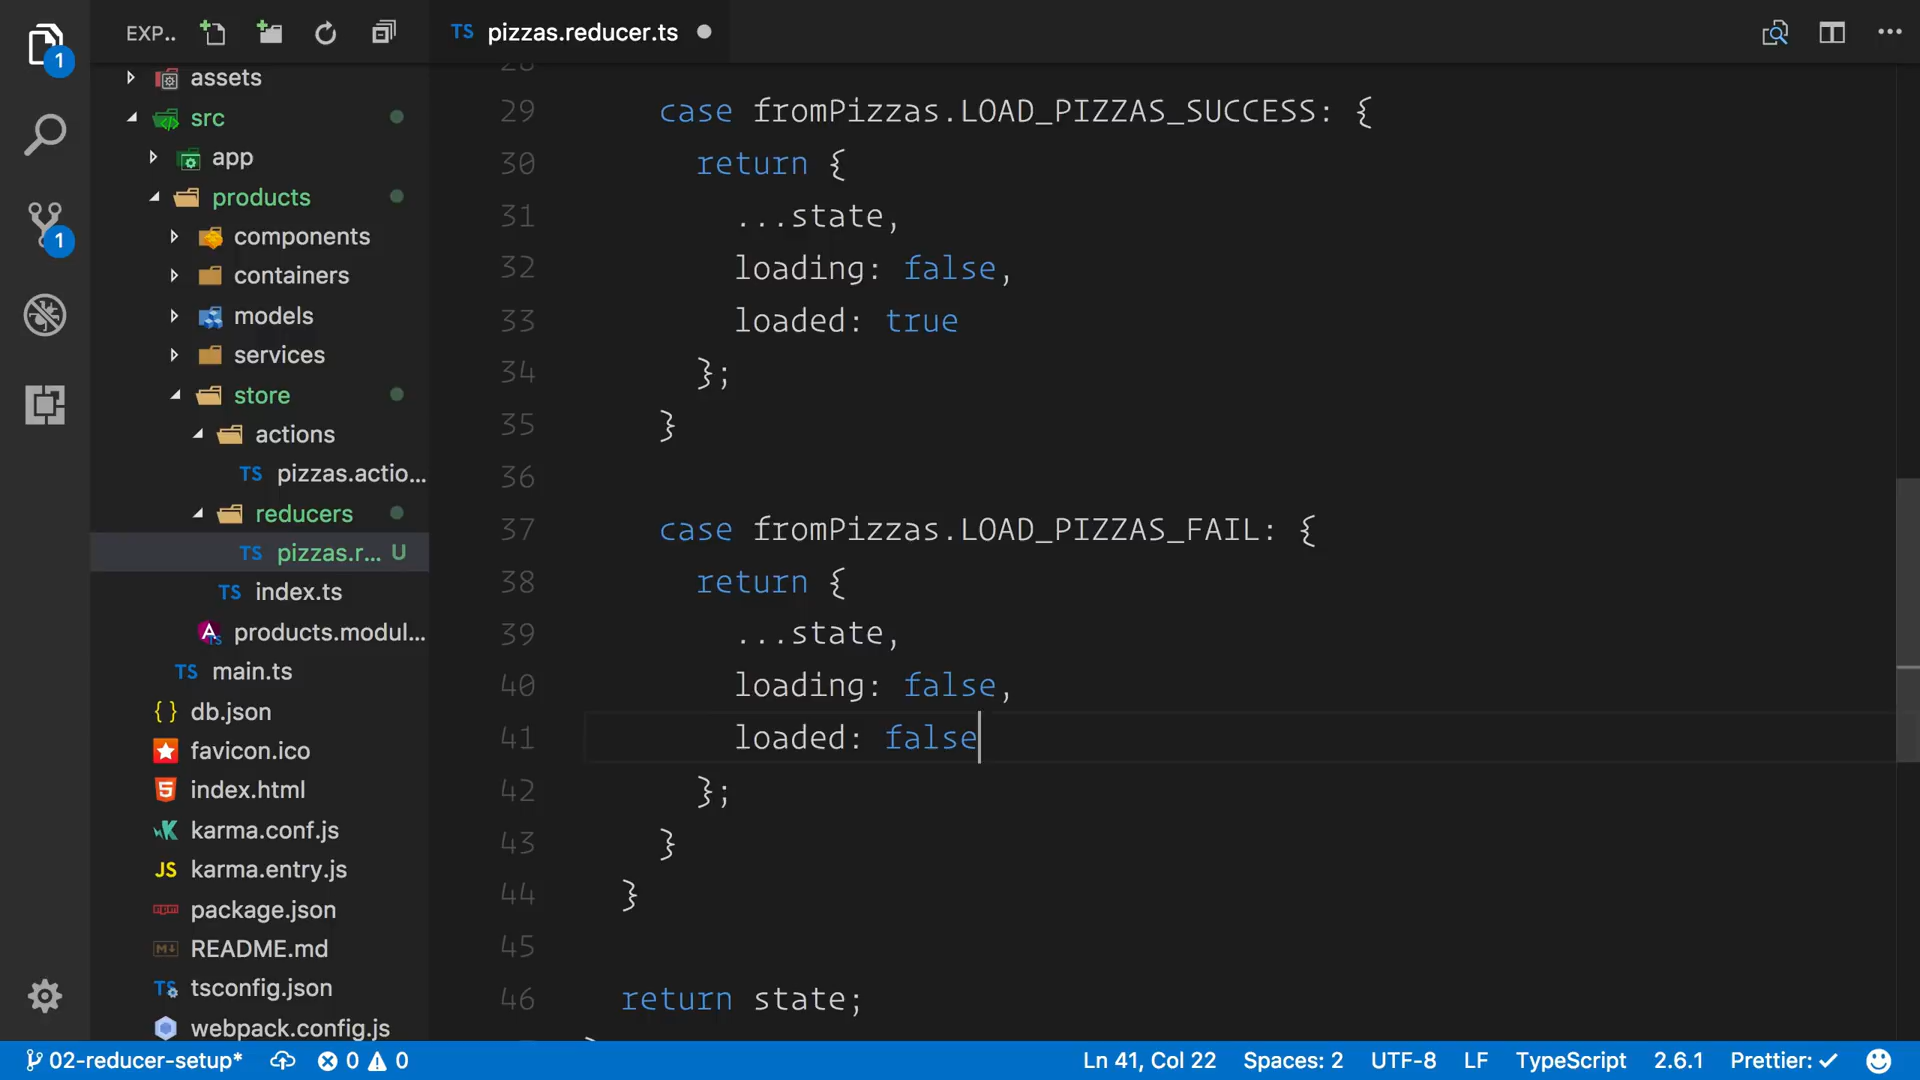 EXP..
TS pizzas.reducer.ts
1
1
assets
src
app
products
components
containers
models
services
store
actions
TS pizzas.actio...
reducers
TS pizzas.r... U
TS index.ts
products.modul...
TS main.ts
{ } db.json
favicon.ico
index.html
karma.conf.js
JS karma.entry.js
package.json
README.md
TS tsconfig.json
webpack.config.js
28
29 case fromPizzas.LOAD_PIZZAS_SUCCESS: {
30 return {
31 ...state,
32 loading: false,
33 loaded: true
34 };
35 }
36
37 case fromPizzas.LOAD_PIZZAS_FAIL: {
38 return {
39 ...state,
40 loading: false,
41 loaded: false
42 };
43 }
44 }
45
46 return state;
02-reducer-setup* 0 0 Ln 41, Col 22 Spaces: 2 UTF-8 LF TypeScript 2.6.1 Prettier: ✓